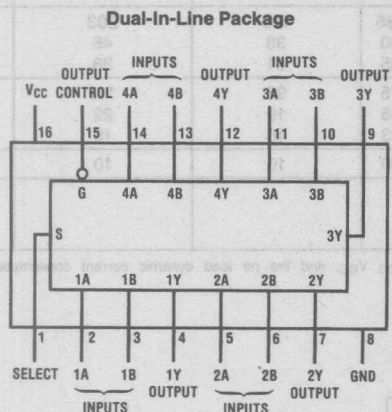 Dual-In-Line Package
INPUTS INPUTS
OUTPUT OUTPUT OUTPUT
VCC CONTROL 4A 4B 4Y 3A 3B 3Y
16 15 14 13 12 11 10 9
G 4A 4B 4Y 3A 3B
S 3Y
1A 1B 1Y 2A 2B 2Y
1 2 3 4 5 6 7 8
SELECT 1A 1B 1Y 2A 2B 2Y GND
OUTPUT OUTPUT
INPUTS INPUTS